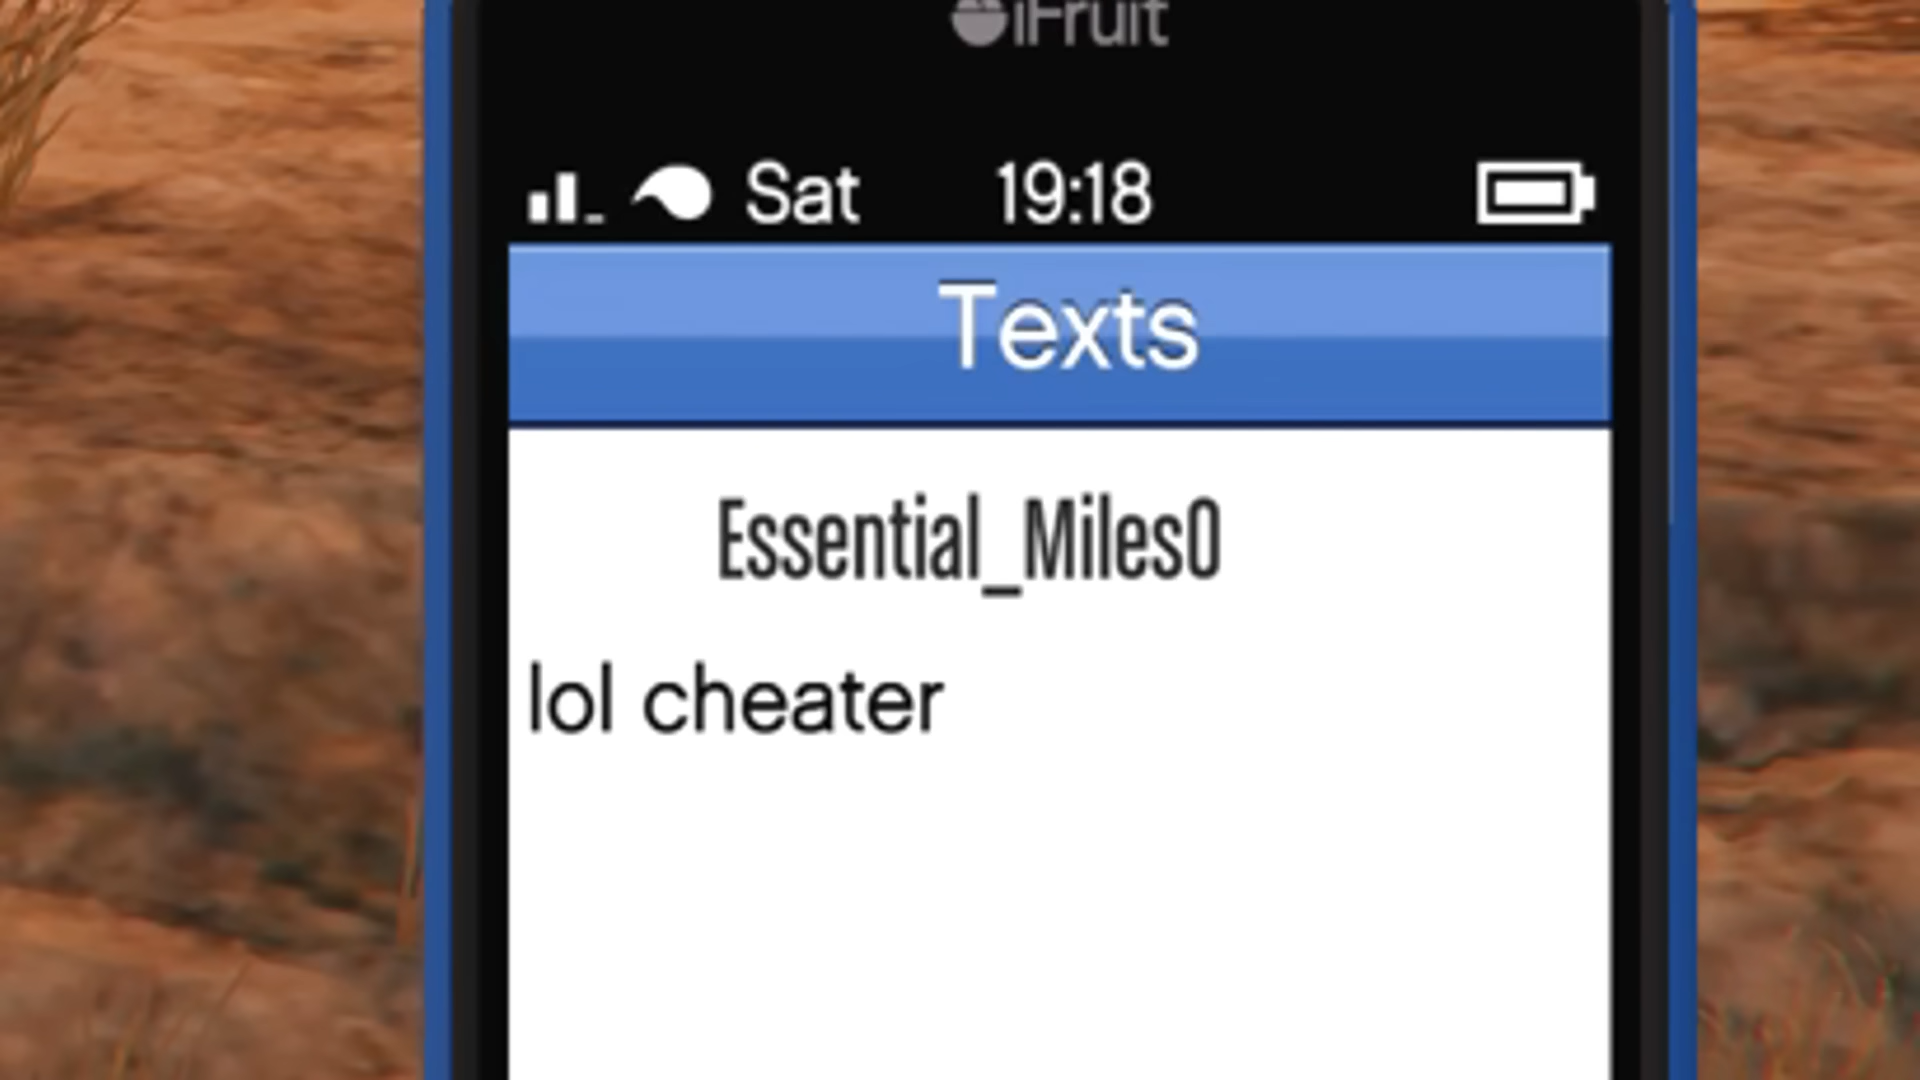 iFruit
Sat 19:18
Texts
Essential_Miles0
lol cheater